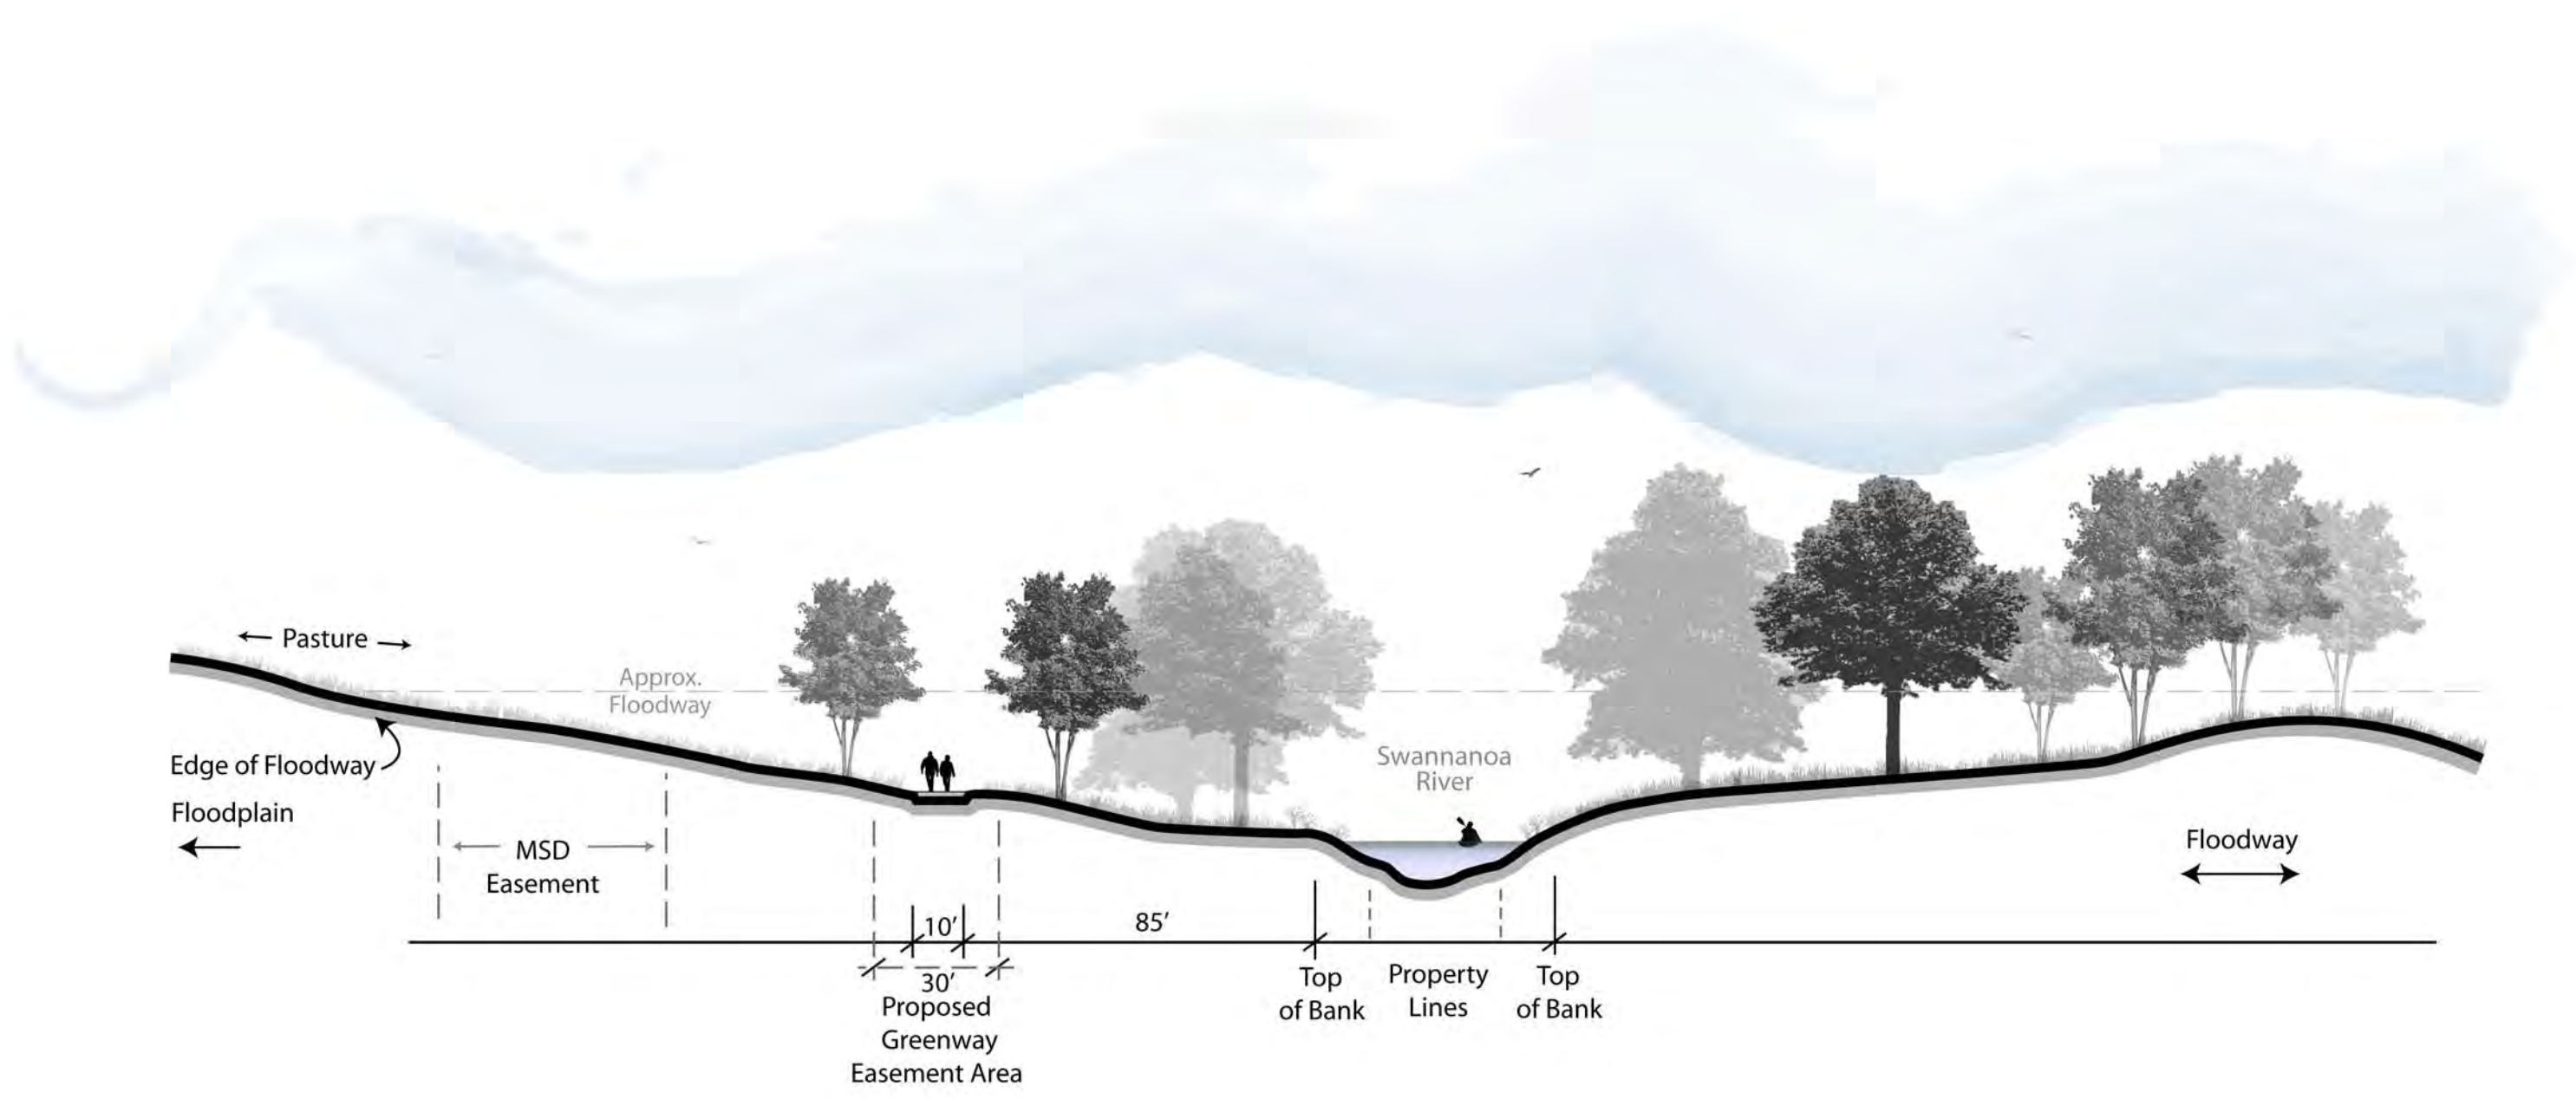 Pasture
Approx.
Floodway
Edge of Floodway
Floodplain
MSD
Easement
Swannanoa
River
Floodway
10’
85’
30’
Proposed
Greenway
Easement Area
Top
of Bank
Property
Lines
Top
of Bank